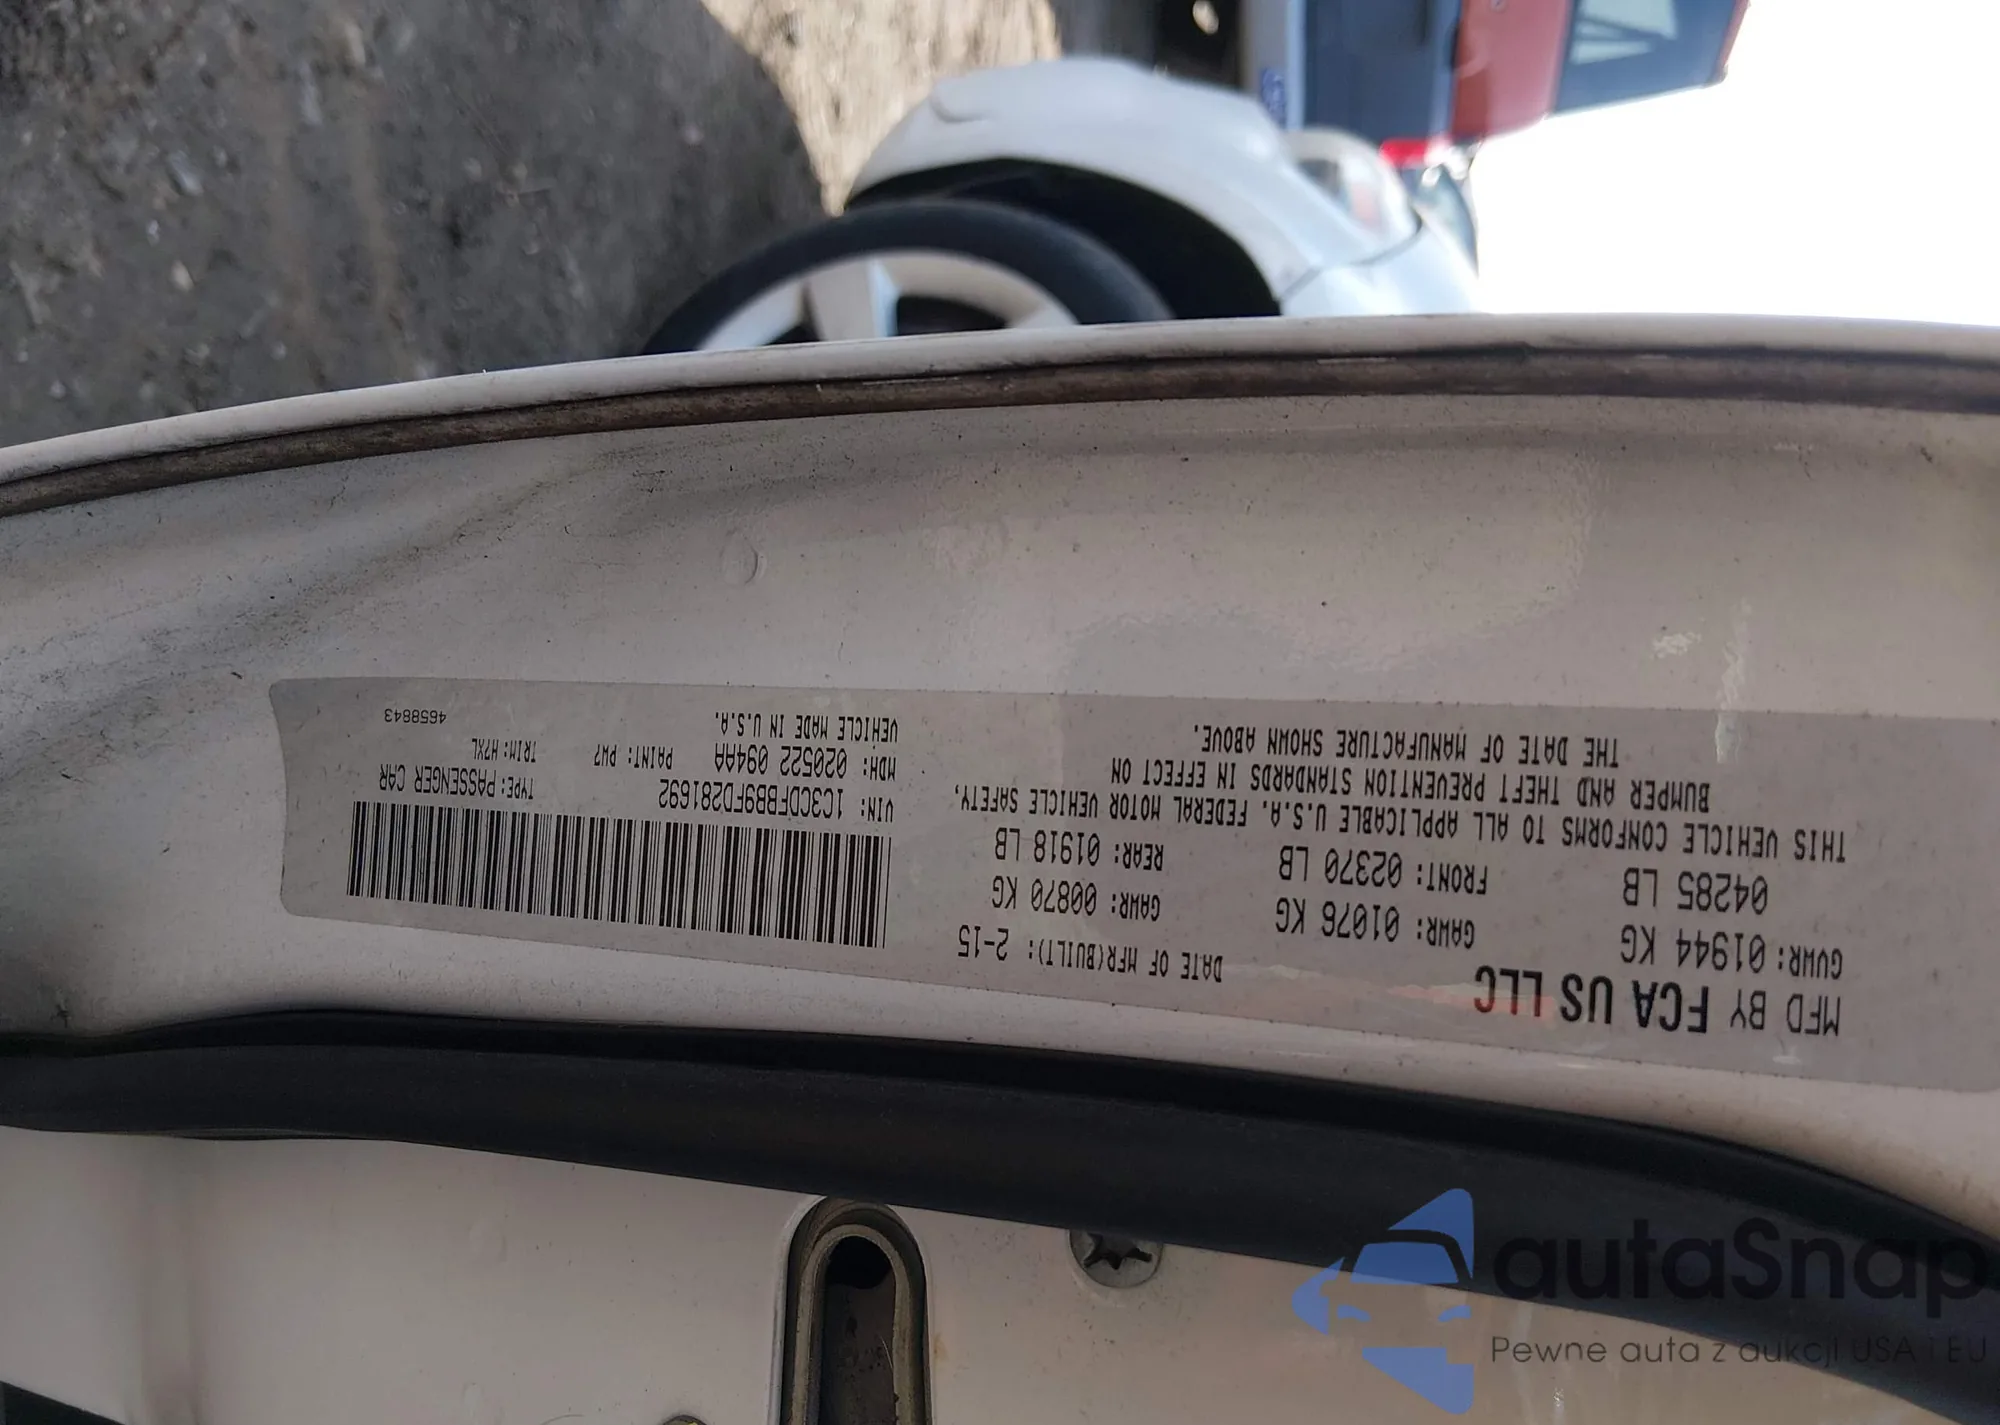 MFD BY FCA US LLC
DATE OF MFR(BUILT): 2-15
GVWR: 01944 KG
04285 LB
GAWR: 01076 KG
FRONT: 02370 LB
GAWR: 00870 KG
REAR: 01918 LB
THIS VEHICLE CONFORMS TO ALL APPLICABLE U.S.A. FEDERAL MOTOR VEHICLE SAFETY,
BUMPER AND THEFT PREVENTION STANDARDS IN EFFECT ON
THE DATE OF MANUFACTURE SHOWN ABOVE.
VIN: 1C3CDFBB9FD281692 TYPE: PASSENGER CAR
MDH: 020522 094AA PAINT: PW7 TRIM: H7XL
VEHICLE MADE IN U.S.A. 4658843
autaSnap
Pewne auta z aukcji USA i EU